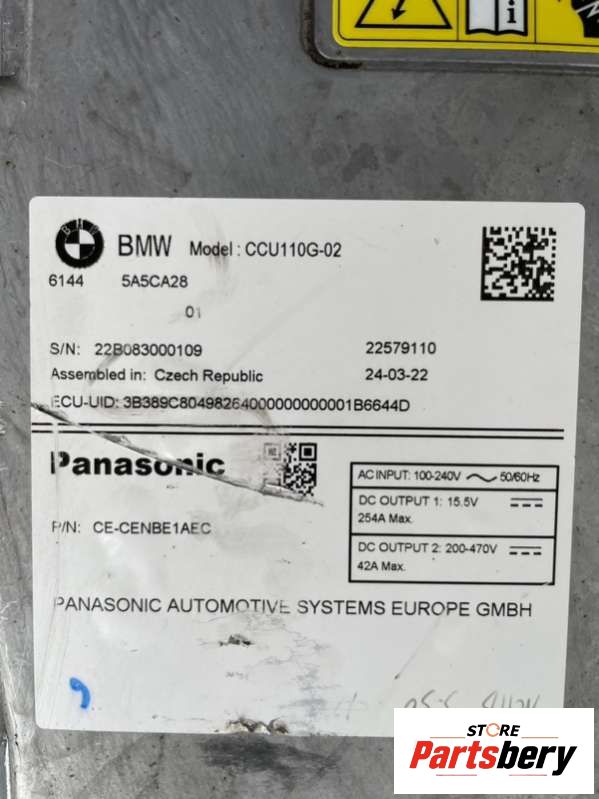 BMW Model : CCU110G-02
6144 5A5CA28
01
S/N: 22B083000109 22579110
Assembled in: Czech Republic 24-03-22
ECU-UID: 3B389C80498264000000000001B6644D
Panasonic
AC INPUT: 100-240V 50/60Hz
DC OUTPUT 1: 15.5V
254A Max.
DC OUTPUT 2: 200-470V
42A Max.
P/N: CE-CENBE1AEC
PANASONIC AUTOMOTIVE SYSTEMS EUROPE GMBH
6
STORE
Partsbery